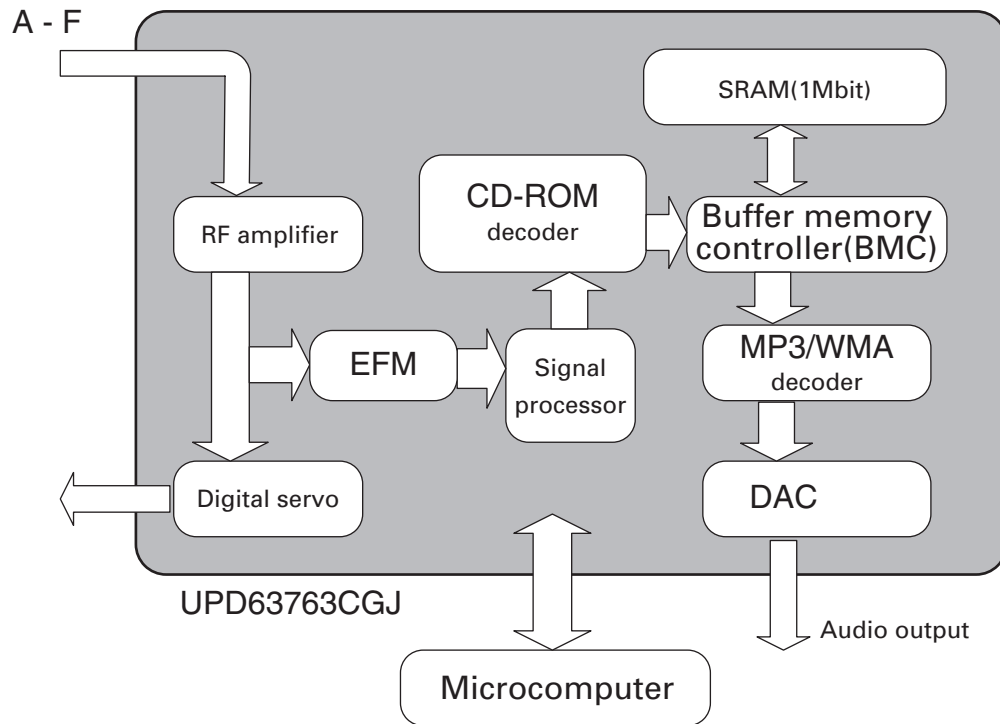 A - F
SRAM(1Mbit)
CD-ROM
decoder
Buffer memory
controller(BMC)
RF amplifier
EFM
Signal
processor
MP3/WMA
decoder
Digital servo
DAC
UPD63763CGJ
Audio output
Microcomputer